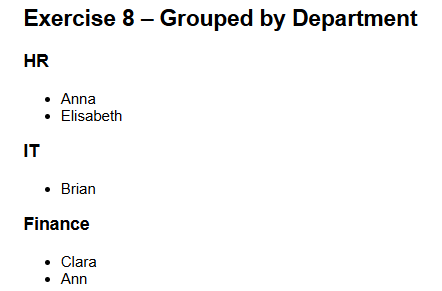 Exercise 8 – Grouped by Department
HR
Anna
Elisabeth
IT
Brian
Finance
Clara
Ann